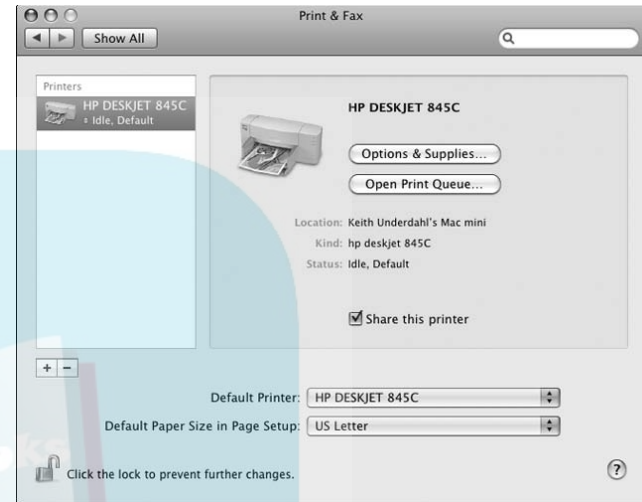 Print & Fax
Show All
Printers
HP DESKJET 845C
Idle, Default
HP DESKJET 845C
Options & Supplies...
Open Print Queue...
Location: Keith Underdahl's Mac mini
Kind: hp deskjet 845C
Status: Idle, Default
Share this printer
+ −
Default Printer: HP DESKJET 845C
Default Paper Size in Page Setup: US Letter
Click the lock to prevent further changes.
?